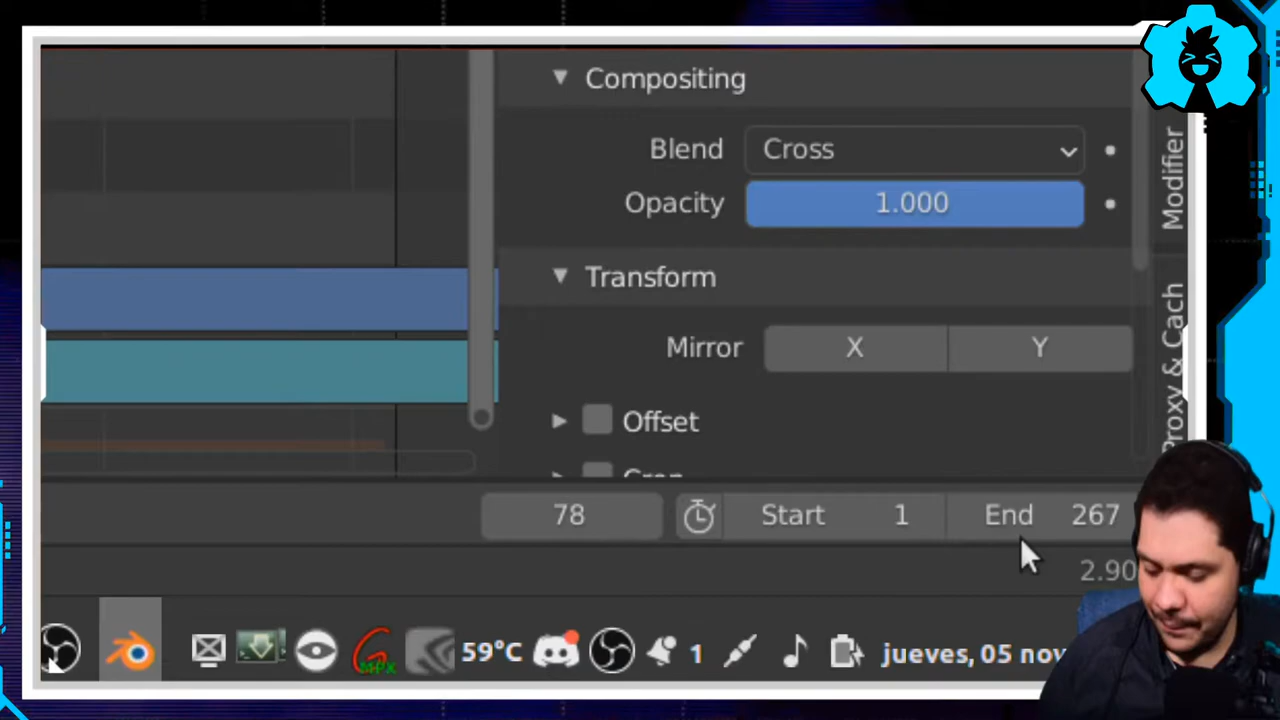 Compositing
Blend Cross
Opacity 1.000
Transform
Mirror X Y
Offset
78 Start 1 End 267
2.90
59°C 1 jueves, 05 nov
Modifier
Proxy & Cach